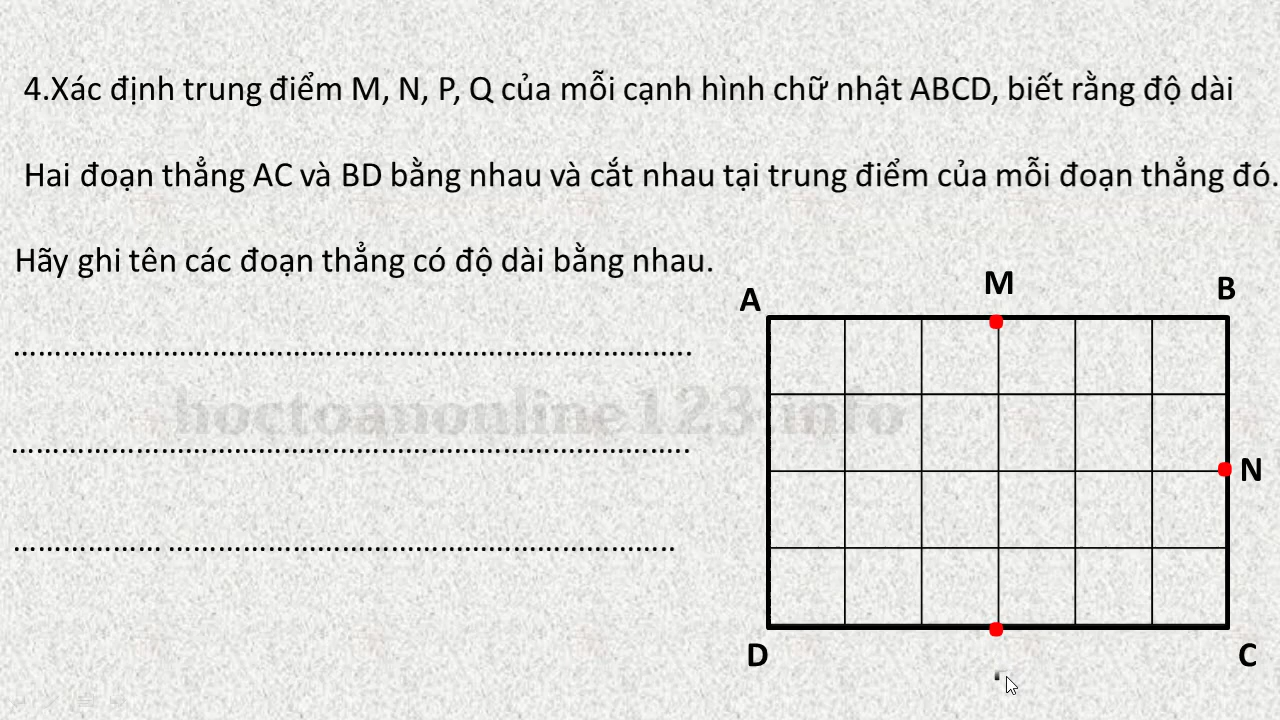 4.Xác định trung điểm M, N, P, Q của mỗi cạnh hình chữ nhật ABCD, biết rằng độ dài
Hai đoạn thẳng AC và BD bằng nhau và cắt nhau tại trung điểm của mỗi đoạn thẳng đó.
Hãy ghi tên các đoạn thẳng có độ dài bằng nhau.
A M B
hoctoanonline123.info
N
D C